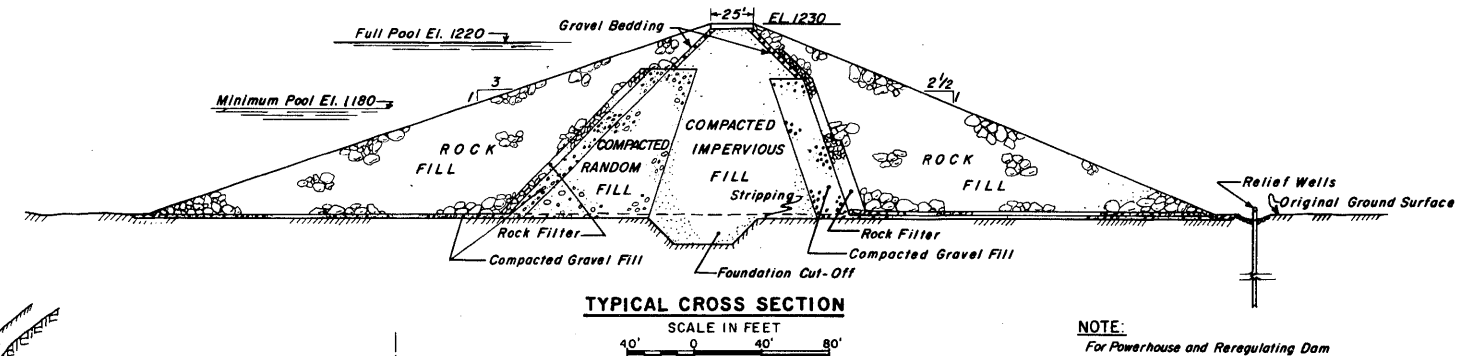 25'
EL. 1230
Gravel Bedding
Full Pool El. 1220
3
1
2 1/2
1
Minimum Pool El. 1180
ROCK
FILL
COMPACTED
RANDOM
FILL
COMPACTED
IMPERVIOUS
FILL
ROCK
FILL
Stripping
Relief Wells
Original Ground Surface
Rock Filter
Rock Filter
Compacted Gravel Fill
Compacted Gravel Fill
Foundation Cut-Off
TYPICAL CROSS SECTION
SCALE IN FEET
40' 0 40' 80'
NOTE:
For Powerhouse and Reregulating Dam